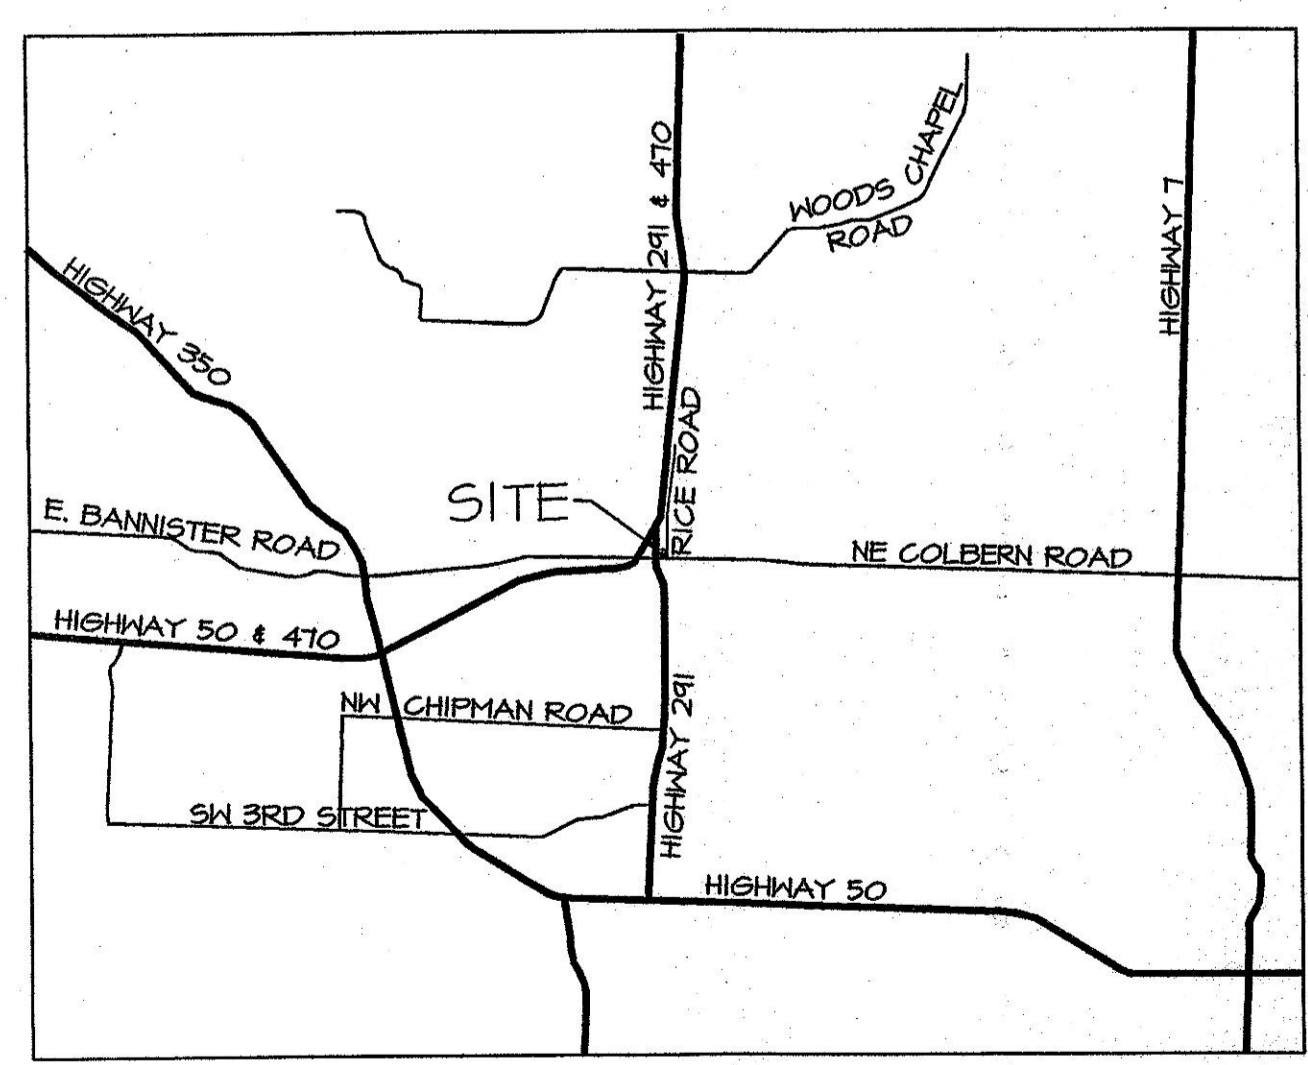 WOODS CHAPEL
ROAD
HIGHWAY 291 & 470
HIGHWAY 7
HIGHWAY 350
RICE ROAD
SITE
E. BANNISTER ROAD
NE COLBERN ROAD
HIGHWAY 50 & 470
NW CHIPMAN ROAD
HIGHWAY 291
SW 3RD STREET
HIGHWAY 50